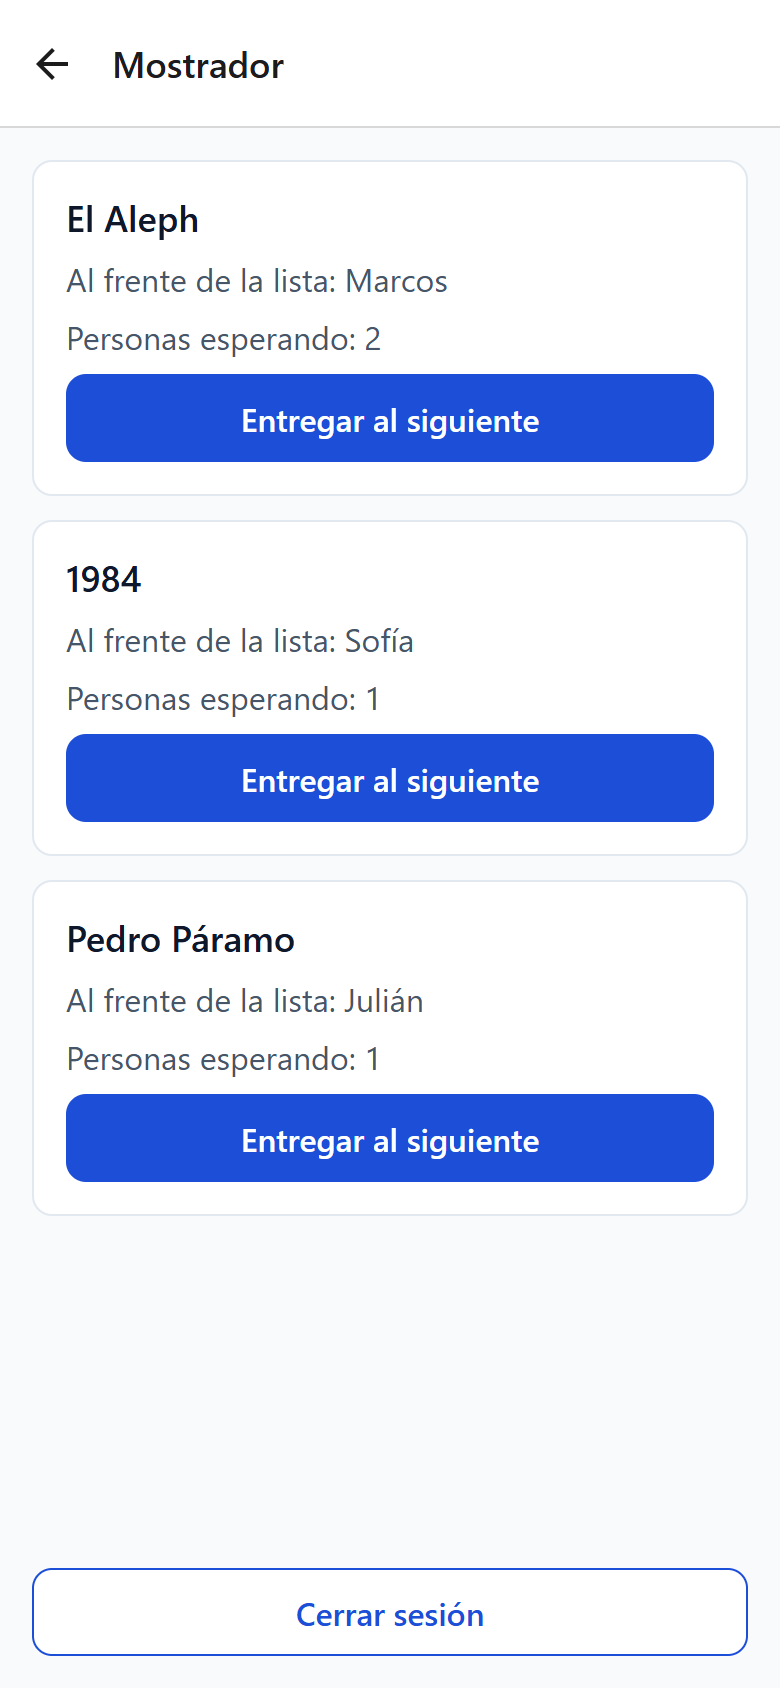 Mostrador
El Aleph
Al frente de la lista: Marcos
Personas esperando: 2
Entregar al siguiente
1984
Al frente de la lista: Sofía
Personas esperando: 1
Entregar al siguiente
Pedro Páramo
Al frente de la lista: Julián
Personas esperando: 1
Entregar al siguiente
Cerrar sesión